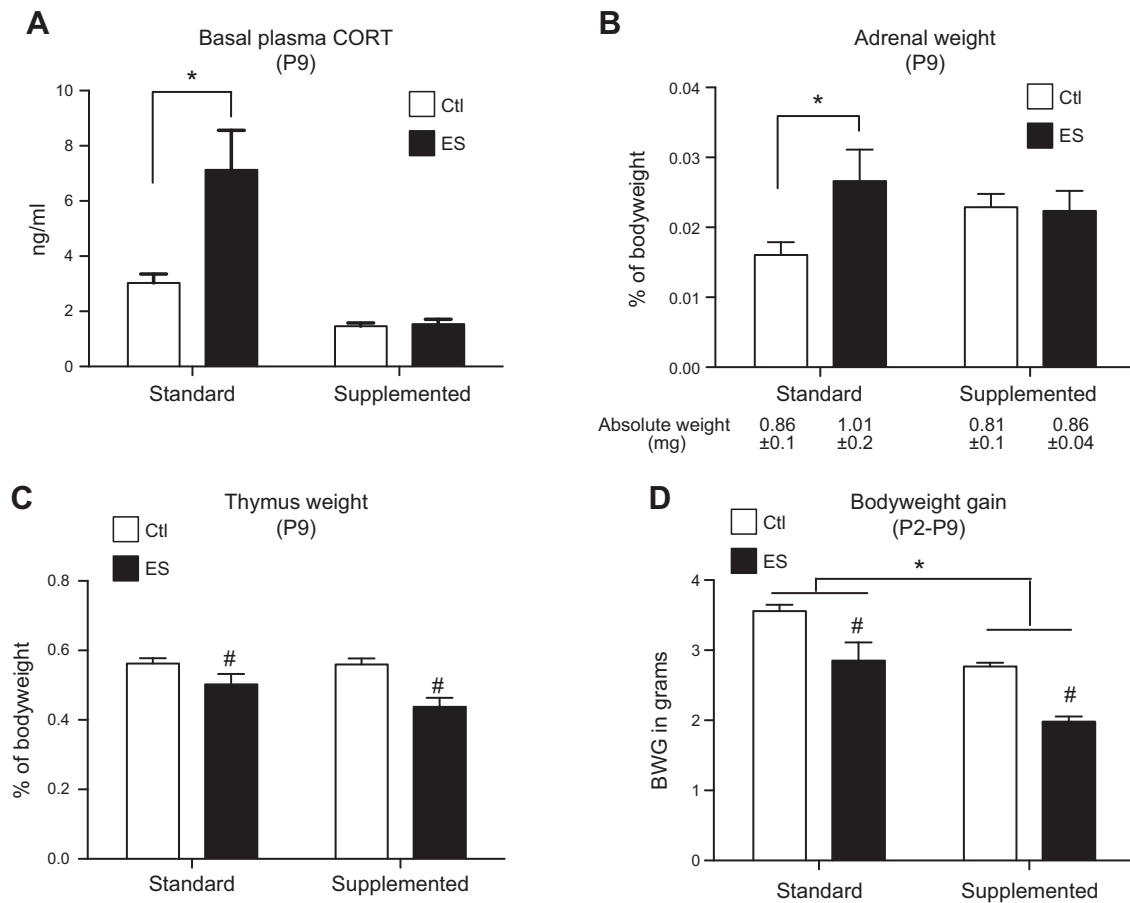 A
Basal plasma CORT
(P9)
*
10
8
6
4
2
0
ng/ml
Ctl
ES
Standard
Supplemented
B
Adrenal weight
(P9)
*
0.04
0.03
0.02
0.01
0.00
% of bodyweight
Ctl
ES
Standard
Supplemented
Absolute weight 0.86 1.01 0.81 0.86
(mg) ±0.1 ±0.2 ±0.1 ±0.04
C
Thymus weight
(P9)
Ctl
ES
0.8
0.6
0.4
0.2
0.0
% of bodyweight
#
#
Standard
Supplemented
D
Bodyweight gain
(P2-P9)
Ctl
ES
*
4
3
2
1
0
BWG in grams
#
#
Standard
Supplemented